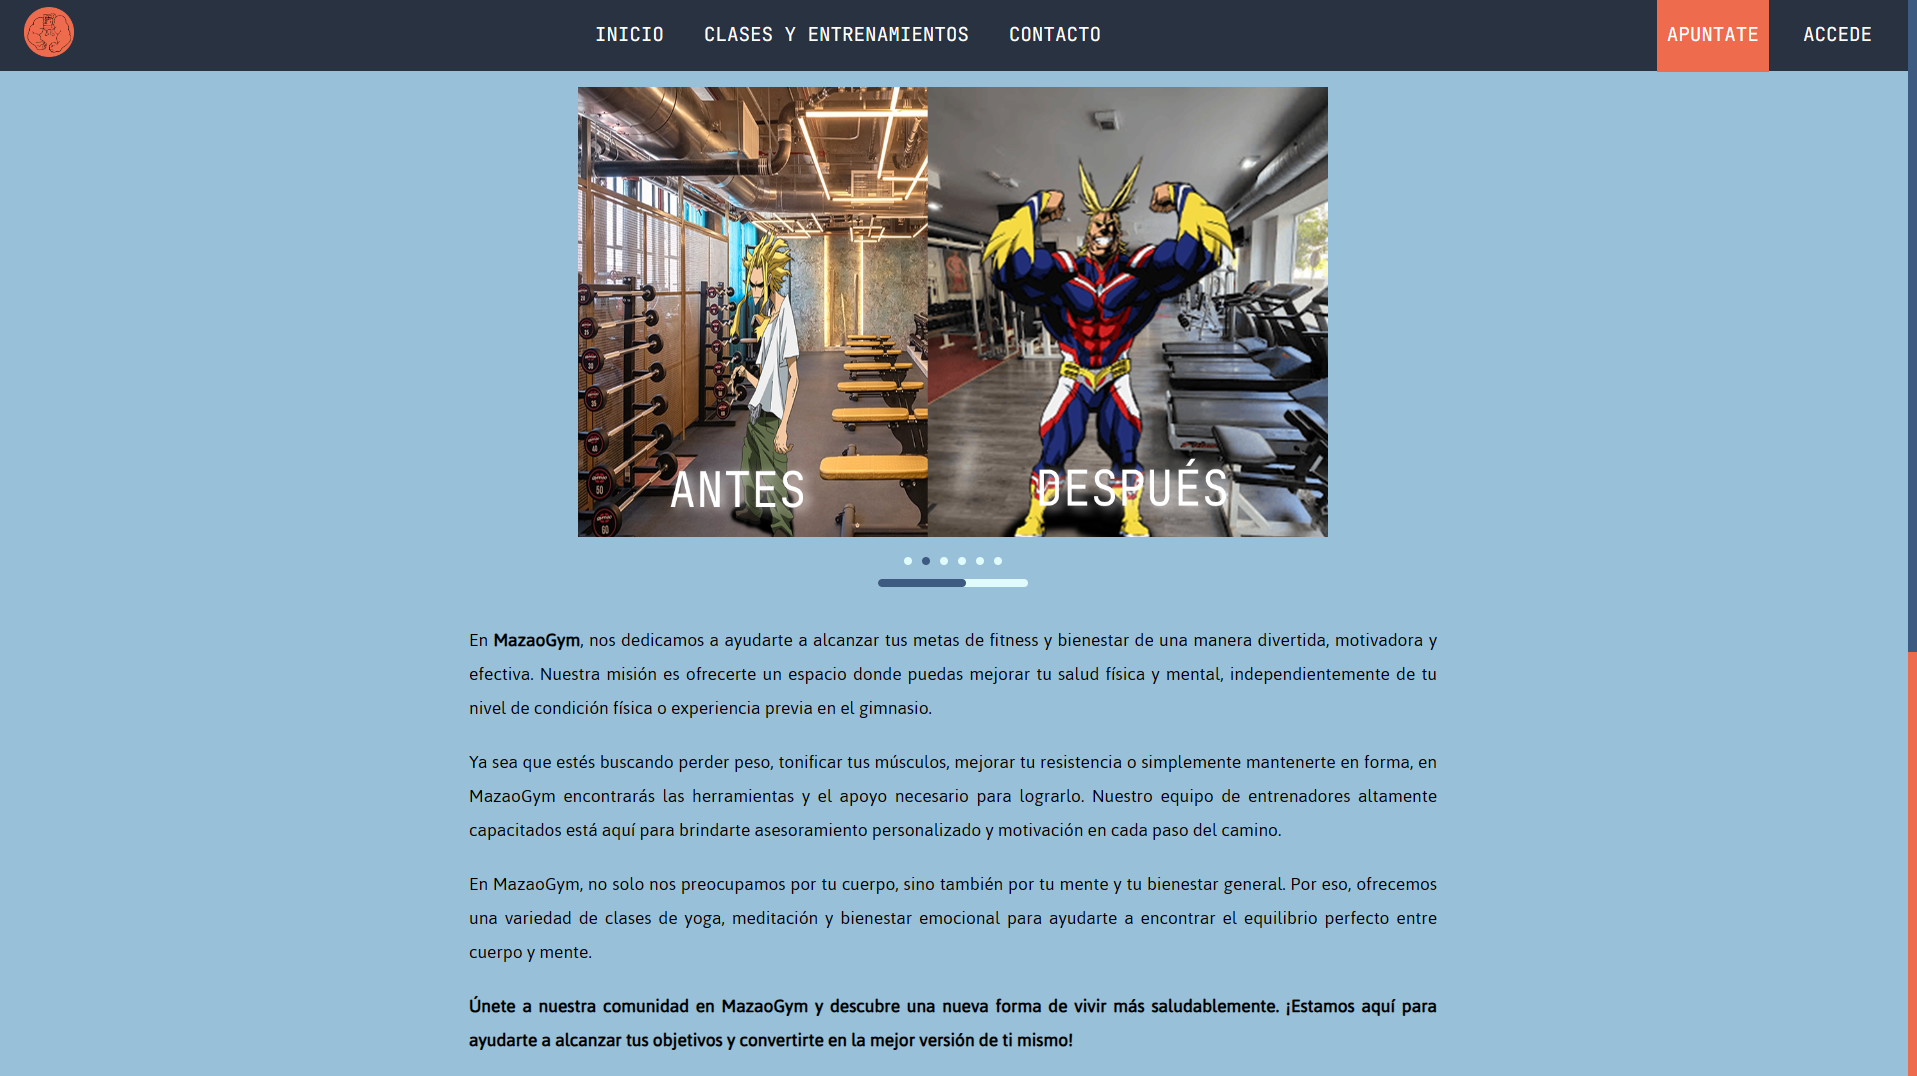 INICIO CLASES Y ENTRENAMIENTOS CONTACTO APUNTATE ACCEDE
ANTES DESPUÉS
50
60
En MazaoGym, nos dedicamos a ayudarte a alcanzar tus metas de fitness y bienestar de una manera divertida, motivadora y
efectiva. Nuestra misión es ofrecerte un espacio donde puedas mejorar tu salud física y mental, independientemente de tu
nivel de condición física o experiencia previa en el gimnasio.
Ya sea que estés buscando perder peso, tonificar tus músculos, mejorar tu resistencia o simplemente mantenerte en forma, en
MazaoGym encontrarás las herramientas y el apoyo necesario para lograrlo. Nuestro equipo de entrenadores altamente
capacitados está aquí para brindarte asesoramiento personalizado y motivación en cada paso del camino.
En MazaoGym, no solo nos preocupamos por tu cuerpo, sino también por tu mente y tu bienestar general. Por eso, ofrecemos
una variedad de clases de yoga, meditación y bienestar emocional para ayudarte a encontrar el equilibrio perfecto entre
cuerpo y mente.
Únete a nuestra comunidad en MazaoGym y descubre una nueva forma de vivir más saludablemente. ¡Estamos aquí para
ayudarte a alcanzar tus objetivos y convertirte en la mejor versión de ti mismo!